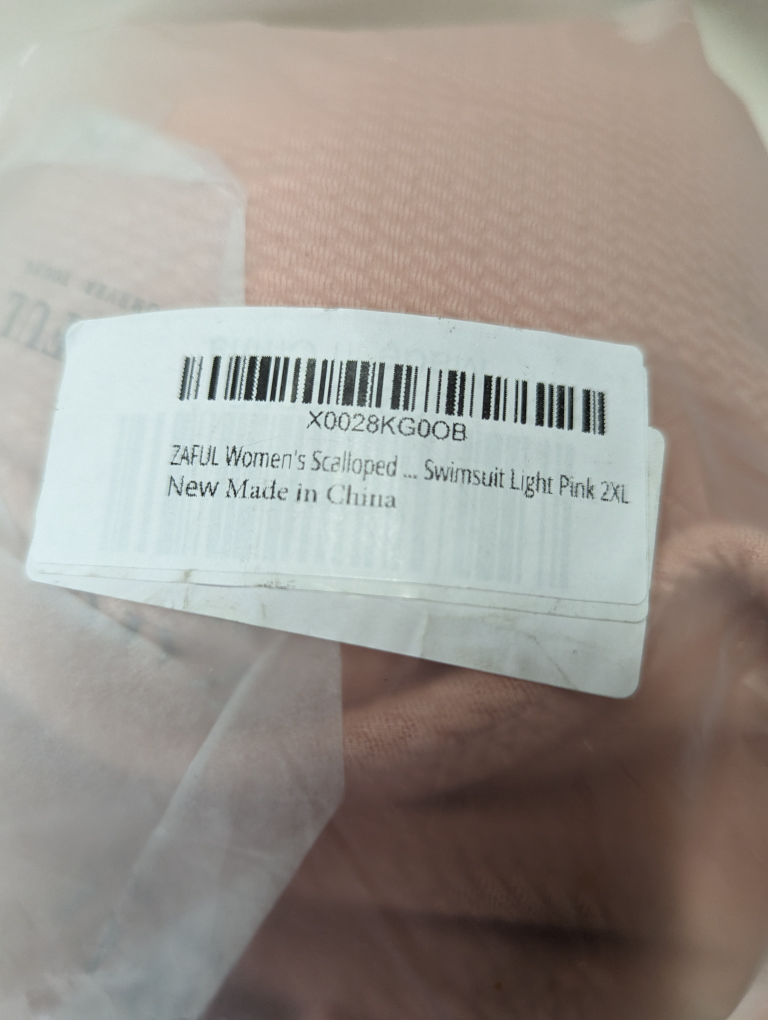 X0028KG0OB
ZAFUL Women's Scalloped ... Swimsuit Light Pink 2XL
New Made in China